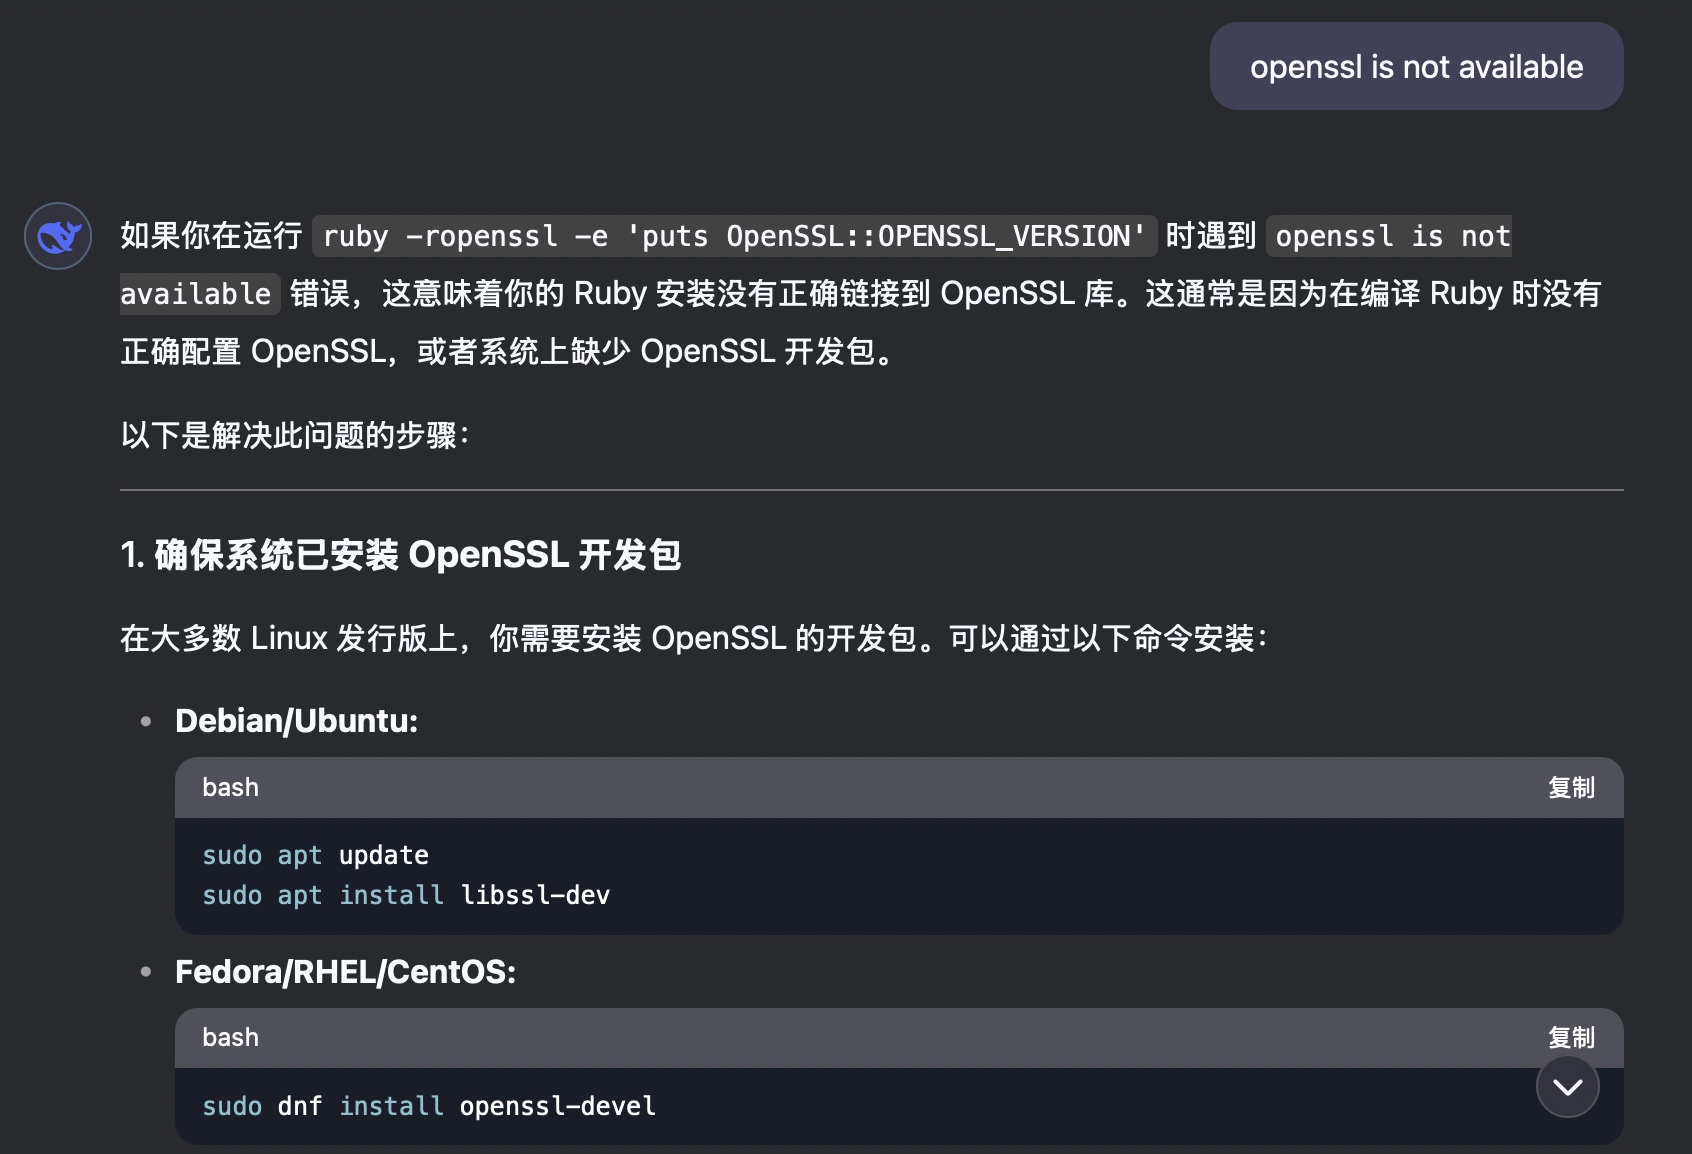 openssl is not available
如果你在运行 ruby -ropenssl -e 'puts OpenSSL::OPENSSL_VERSION' 时遇到 openssl is not
available 错误，这意味着你的 Ruby 安装没有正确链接到 OpenSSL 库。这通常是因为在编译 Ruby 时没有
正确配置 OpenSSL，或者系统上缺少 OpenSSL 开发包。
以下是解决此问题的步骤：
1. 确保系统已安装 OpenSSL 开发包
在大多数 Linux 发行版上，你需要安装 OpenSSL 的开发包。可以通过以下命令安装：
• Debian/Ubuntu:
bash 复制
sudo apt update
sudo apt install libssl-dev
• Fedora/RHEL/CentOS:
bash 复制
sudo dnf install openssl-devel